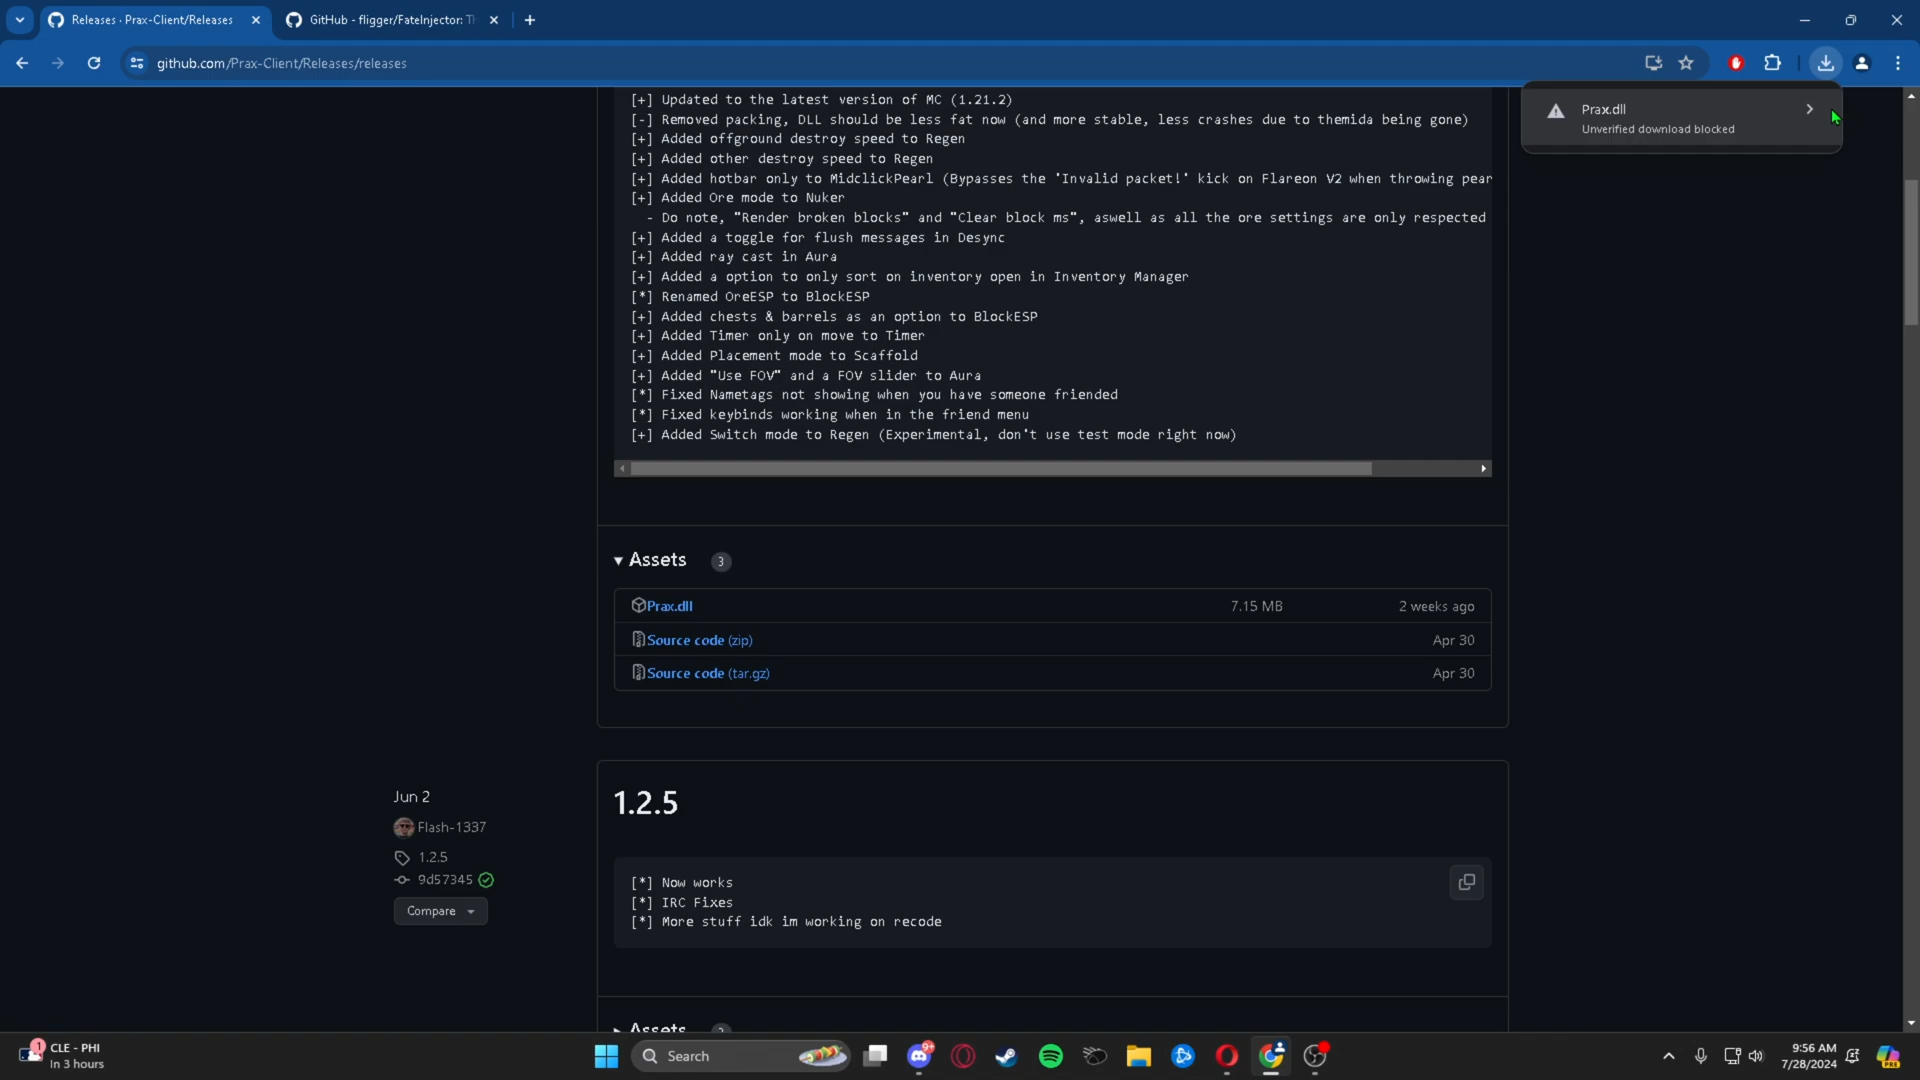 Releases · Prax-Client/Releases
GitHub - fligger/FateInjector: Th
github.com/Prax-Client/Releases/releases
Prax.dll
Unverified download blocked
[+] Updated to the latest version of MC (1.21.2)
[-] Removed packing, DLL should be less fat now (and more stable, less crashes due to themida being gone)
[+] Added offground destroy speed to Regen
[+] Added other destroy speed to Regen
[+] Added hotbar only to MidclickPearl (Bypasses the 'Invalid packet!' kick on Flareon V2 when throwing pear
[+] Added Ore mode to Nuker
- Do note, "Render broken blocks" and "Clear block ms", aswell as all the ore settings are only respected
[+] Added a toggle for flush messages in Desync
[+] Added ray cast in Aura
[+] Added a option to only sort on inventory open in Inventory Manager
[*] Renamed OreESP to BlockESP
[+] Added chests & barrels as an option to BlockESP
[+] Added Timer only on move to Timer
[+] Added Placement mode to Scaffold
[+] Added "Use FOV" and a FOV slider to Aura
[*] Fixed Nametags not showing when you have someone friended
[*] Fixed keybinds working when in the friend menu
[+] Added Switch mode to Regen (Experimental, don't use test mode right now)
Assets 3
Prax.dll 7.15 MB 2 weeks ago
Source code (zip) Apr 30
Source code (tar.gz) Apr 30
Jun 2
Flash-1337
1.2.5
9d57345
Compare
1.2.5
[*] Now works
[*] IRC Fixes
[*] More stuff idk im working on recode
Assets
1
CLE - PHI
In 3 hours
Search
9+
PRE
9:56 AM
7/28/2024